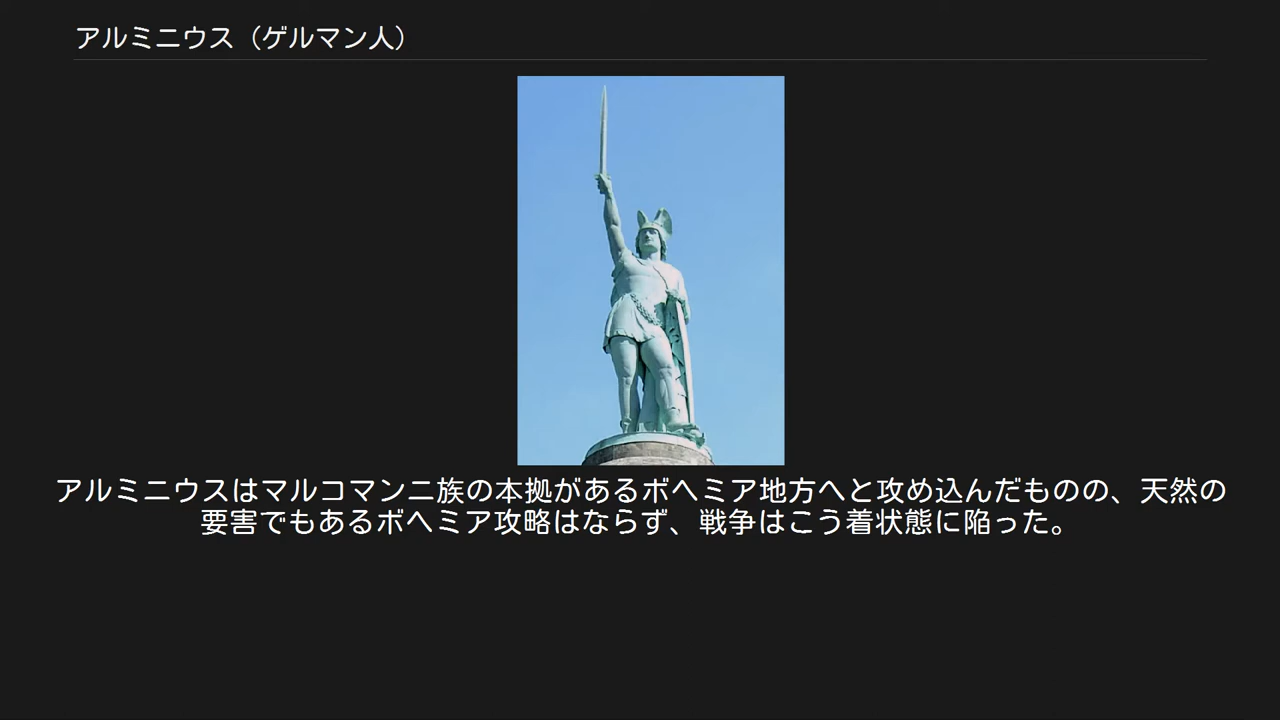 アルミニウス（ゲルマン人）
アルミニウスはマルコマンニ族の本拠があるボヘミア地方へと攻め込んだものの、天然の
要害でもあるボヘミア攻略はならず、戦争はこう着状態に陥った。